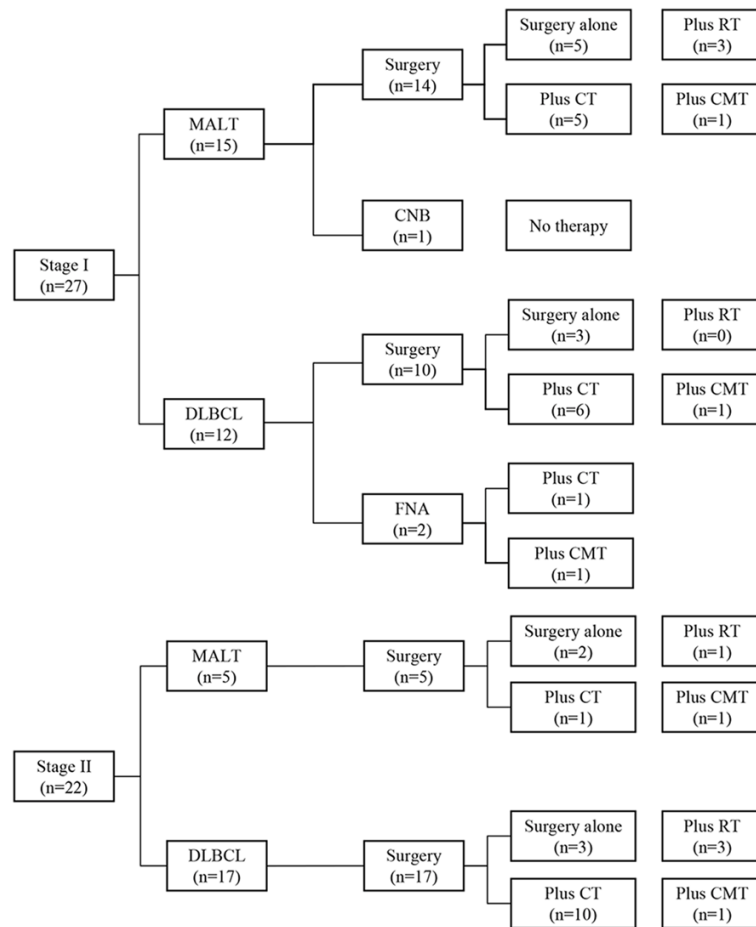 Surgery alone
(n=5)
Plus RT
(n=3)
Surgery
(n=14)
Plus CT
(n=5)
Plus CMT
(n=1)
MALT
(n=15)
CNB
(n=1)
No therapy
Stage I
(n=27)
Surgery alone
(n=3)
Plus RT
(n=0)
Surgery
(n=10)
Plus CT
(n=6)
Plus CMT
(n=1)
DLBCL
(n=12)
Plus CT
(n=1)
FNA
(n=2)
Plus CMT
(n=1)
Surgery alone
(n=2)
Plus RT
(n=1)
MALT
(n=5)
Surgery
(n=5)
Plus CT
(n=1)
Plus CMT
(n=1)
Stage II
(n=22)
Surgery alone
(n=3)
Plus RT
(n=3)
DLBCL
(n=17)
Surgery
(n=17)
Plus CT
(n=10)
Plus CMT
(n=1)